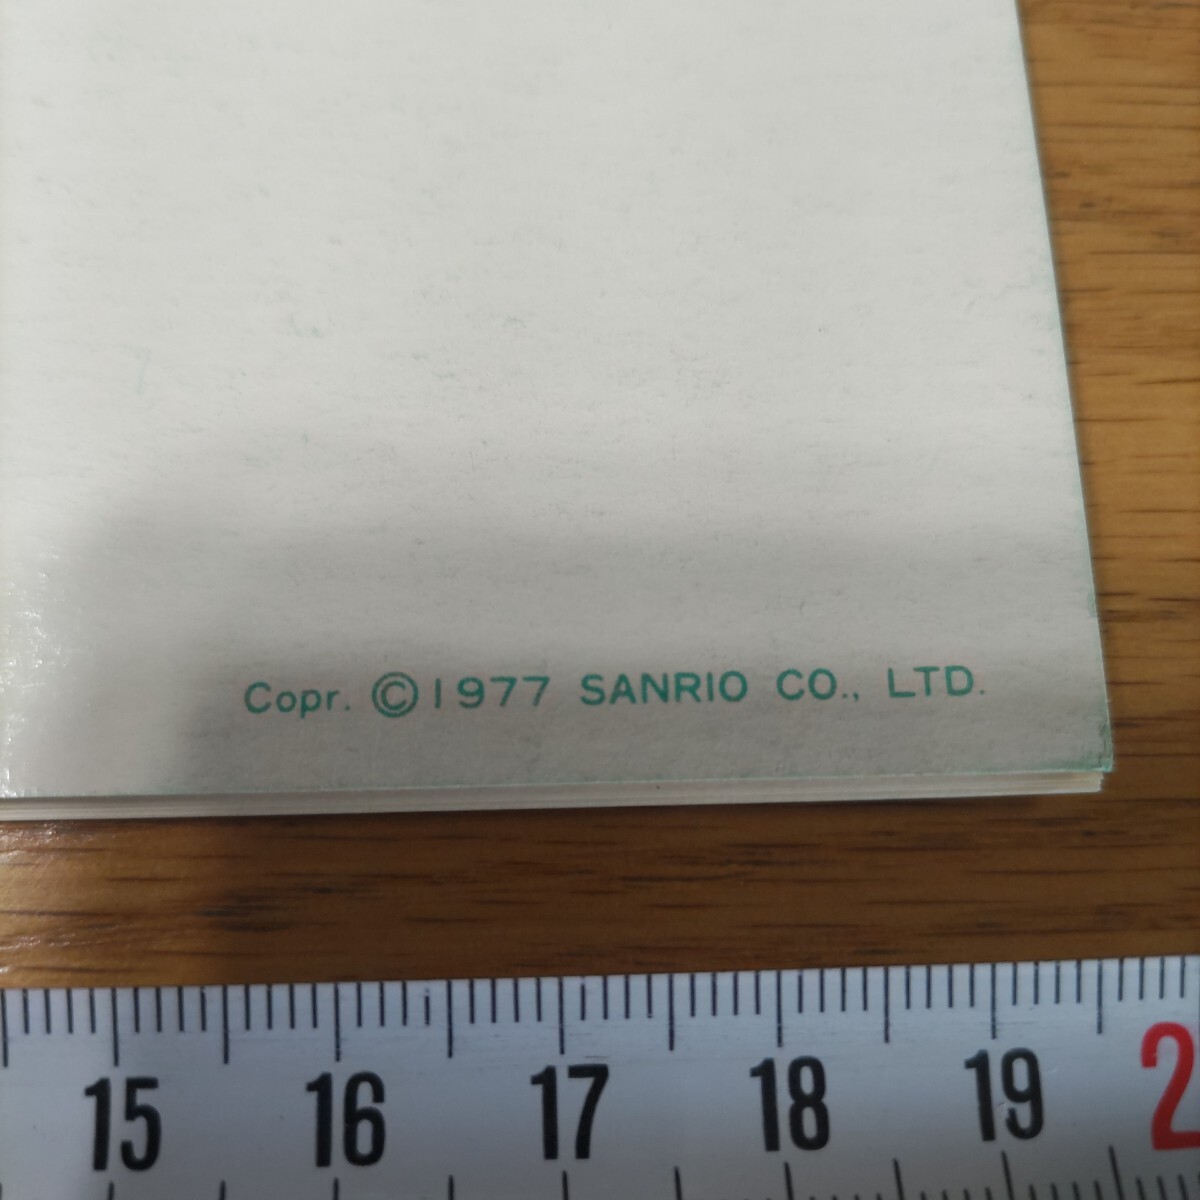 Copr. ©1977 SANRIO CO., LTD.
15 16 17 18 19 2